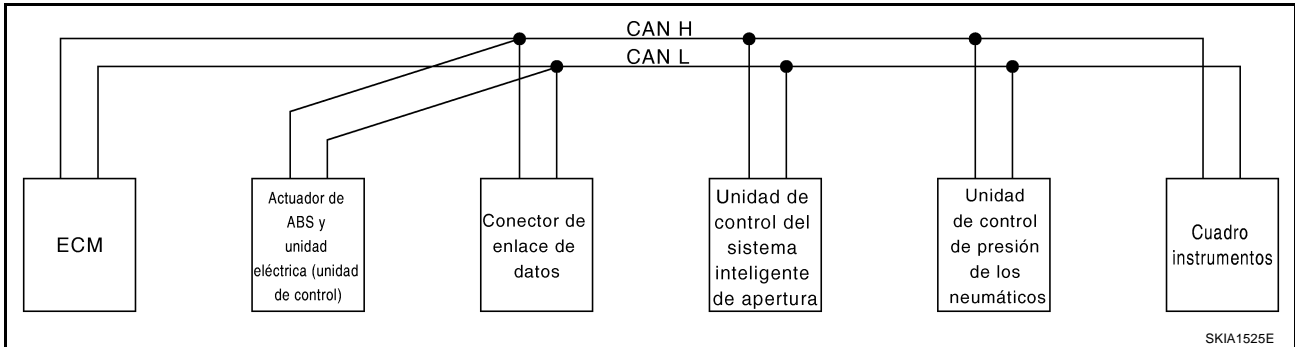 CAN H
CAN L
ECM
Actuador de
ABS y
unidad
eléctrica (unidad
de control)
Conector de
enlace de
datos
Unidad de
control del
sistema
inteligente
de apertura
Unidad
de control
de presión
de los
neumáticos
Cuadro
instrumentos
SKIA1525E